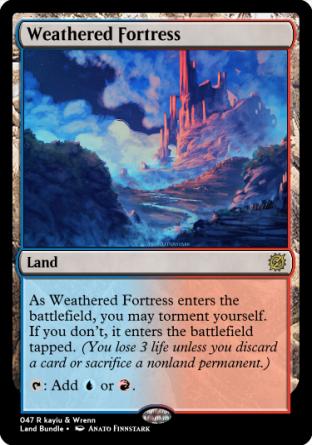 Weathered Fortress
Land
As Weathered Fortress enters the
battlefield, you may torment yourself.
If you don't, it enters the battlefield
tapped. (You lose 3 life unless you discard
a card or sacrifice a nonland permanent.)
: Add or .
047 R kayiu & Wrenn
Land Bundle • Anato Finnstark